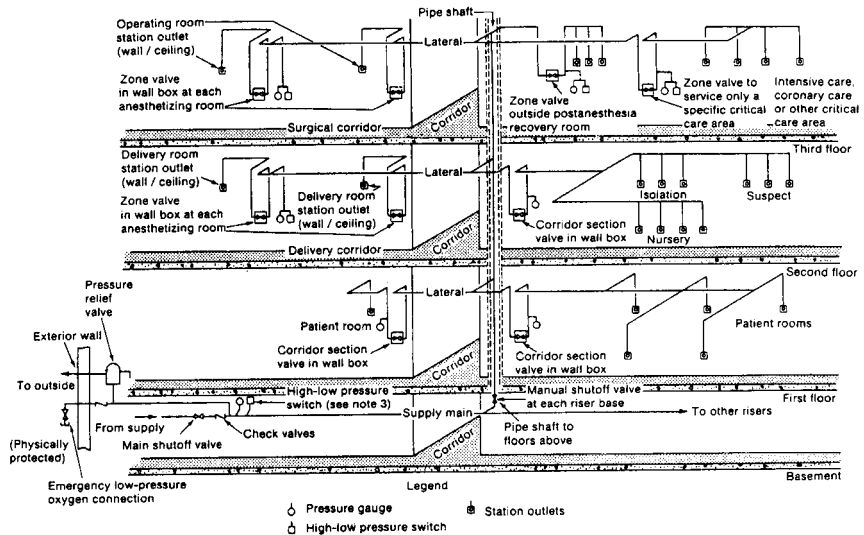 Pipe shaft
Operating room
station outlet
(wall / ceiling)
Lateral
Zone valve
in wall box at each
anesthetizing room
Zone valve
outside postanesthesia
recovery room
Zone valve to
service only a
specific critical
care area
Intensive care,
coronary care
or other critical
care area
Corridor
Surgical corridor
Third floor
Delivery room
station outlet
(wall / ceiling)
Zone valve
in wall box at each
anesthetizing room
Delivery room
station outlet
(wall / ceiling)
Lateral
Isolation
Suspect
Nursery
Corridor section
valve in wall box
Corridor
Delivery corridor
Second floor
Pressure
relief
valve
Exterior wall
To outside
Lateral
Patient room
Corridor section
valve in wall box
Corridor section
valve in wall box
Patient rooms
Corridor
First floor
High-low pressure
switch (see note 3)
Manual shutoff valve
at each riser base
From supply
Supply main
To other risers
Main shutoff valve
Check valves
Pipe shaft to
floors above
(Physically
protected)
Corridor
Emergency low-pressure
oxygen connection
Basement
Legend
Pressure gauge
Station outlets
High-low pressure switch